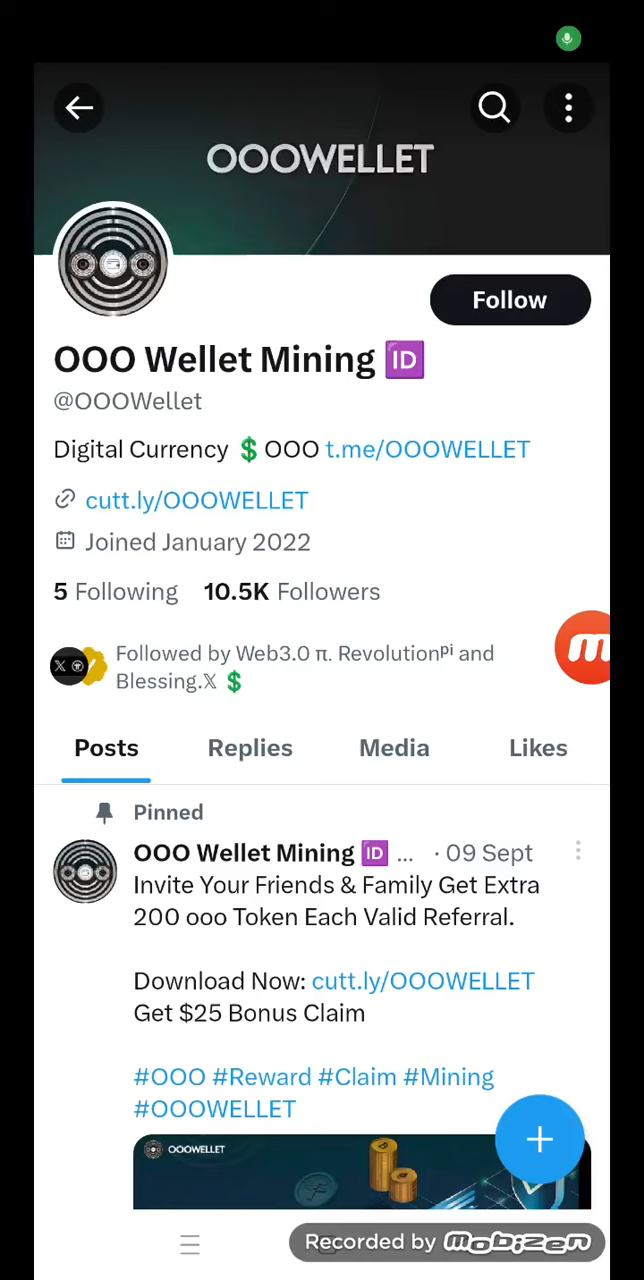 OOOWELLET
Follow
OOO Wellet Mining 🆔
@OOOWellet
Digital Currency 💲OOO t.me/OOOWELLET
cutt.ly/OOOWELLET
Joined January 2022
5 Following 10.5K Followers
Followed by Web3.0 π. Revolutionᵖⁱ and
Blessing.𝕏 💲
Posts Replies Media Likes
Pinned
OOO Wellet Mining 🆔 ... · 09 Sept
Invite Your Friends & Family Get Extra
200 ooo Token Each Valid Referral.
Download Now: cutt.ly/OOOWELLET
Get $25 Bonus Claim
#OOO #Reward #Claim #Mining
#OOOWELLET
OOOWELLET
Recorded by mobizen